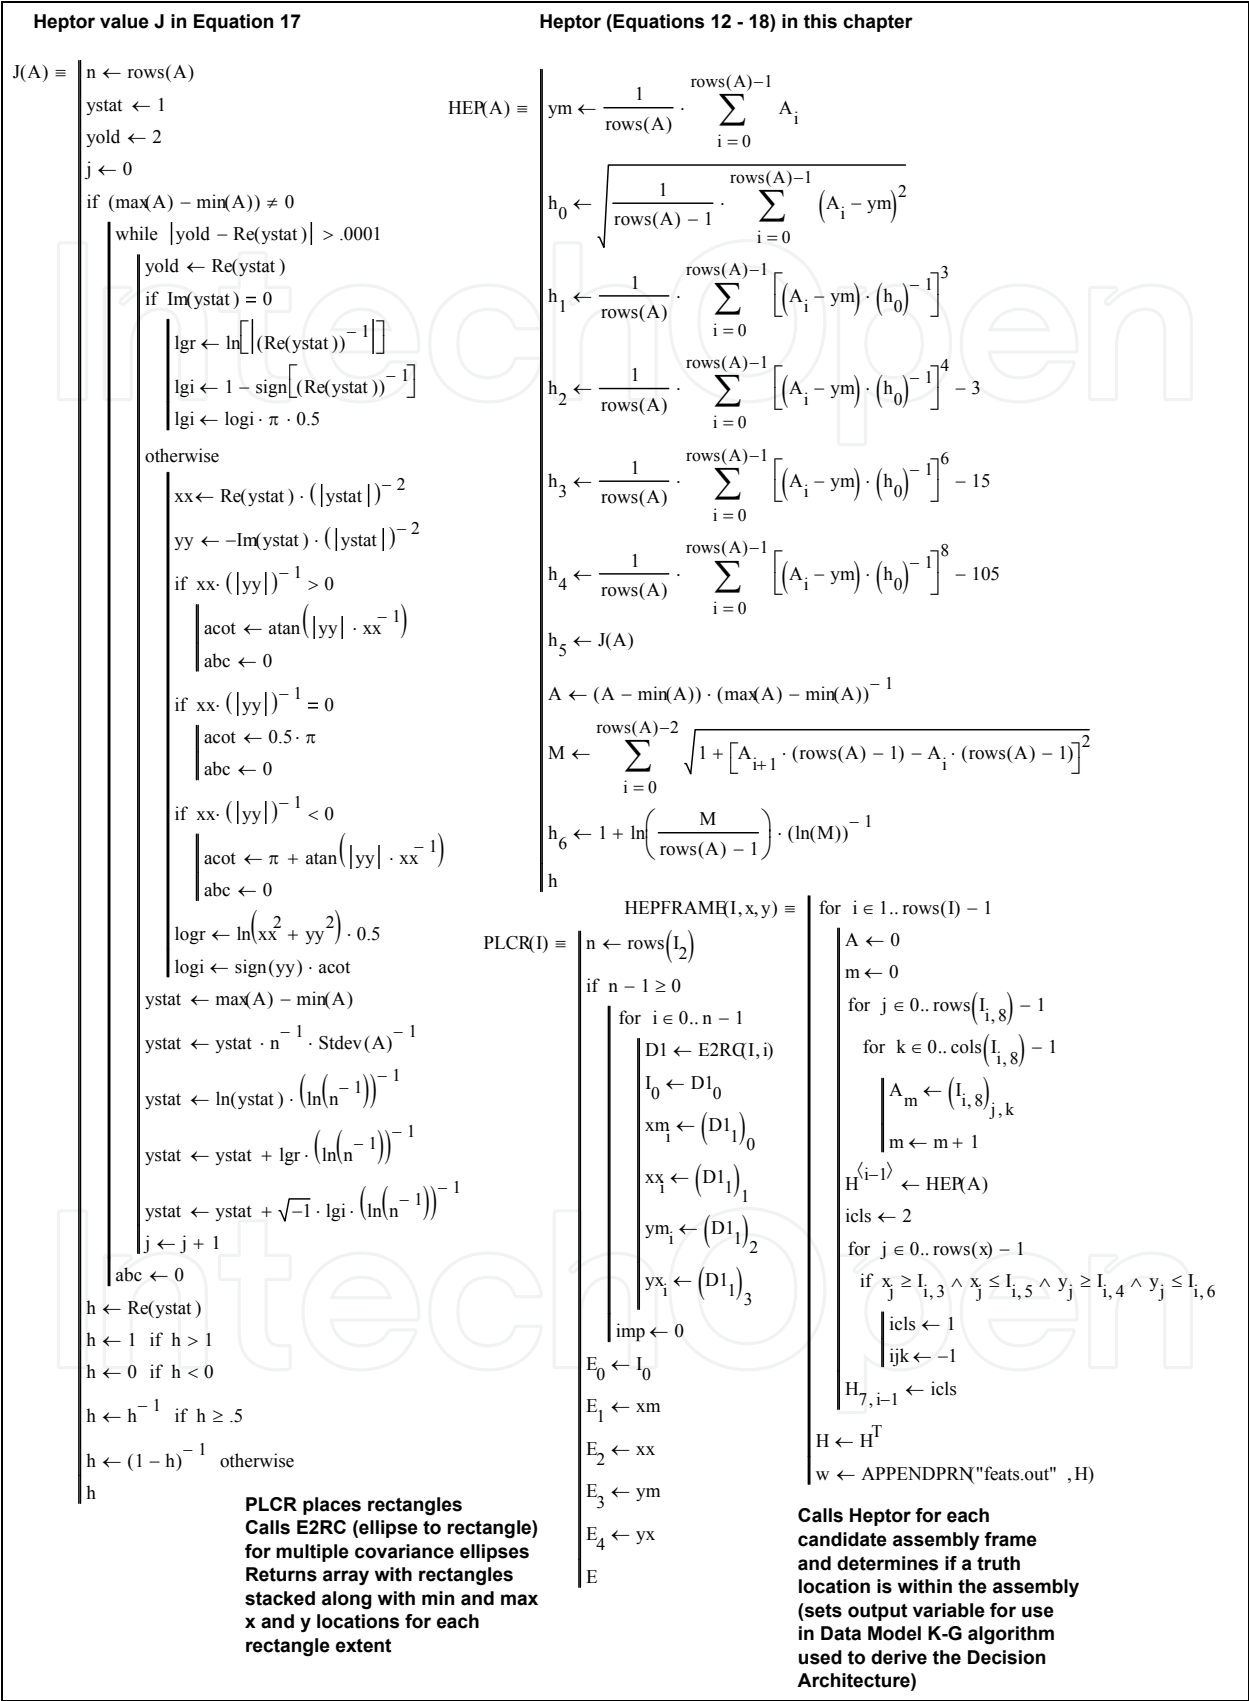 Heptor value J in Equation 17
J(A) ≡
n ← rows(A)
ystat ← 1
yold ← 2
j ← 0
if (max(A) − min(A)) ≠ 0
while |yold − Re(ystat)| > .0001
yold ← Re(ystat)
if Im(ystat) = 0
lgr ← ln[|(Re(ystat))^−1|]
lgi ← 1 − sign[(Re(ystat))^−1]
lgi ← logi · π · 0.5
otherwise
xx ← Re(ystat) · (|ystat|)^−2
yy ← −Im(ystat) · (|ystat|)^−2
if xx · (|yy|)^−1 > 0
acot ← atan(|yy| · xx^−1)
abc ← 0
if xx · (|yy|)^−1 = 0
acot ← 0.5 · π
abc ← 0
if xx · (|yy|)^−1 < 0
acot ← π + atan(|yy| · xx^−1)
abc ← 0
logr ← ln(xx^2 + yy^2) · 0.5
logi ← sign(yy) · acot
ystat ← max(A) − min(A)
ystat ← ystat · n^−1 · Stdev(A)^−1
ystat ← ln(ystat) · (ln(n^−1))^−1
ystat ← ystat + lgr · (ln(n^−1))^−1
ystat ← ystat + √−1 · lgi · (ln(n^−1))^−1
j ← j + 1
abc ← 0
h ← Re(ystat)
h ← 1 if h > 1
h ← 0 if h < 0
h ← h^−1 if h ≥ .5
h ← (1 − h)^−1 otherwise
h
Heptor (Equations 12 - 18) in this chapter
HEP(A) ≡
ym ← 1/rows(A) · ∑_{i = 0}^{rows(A)−1} A_i
h_0 ← √(1/(rows(A) − 1) · ∑_{i = 0}^{rows(A)−1} (A_i − ym)^2)
h_1 ← 1/rows(A) · ∑_{i = 0}^{rows(A)−1} [(A_i − ym) · (h_0)^−1]^3
h_2 ← 1/rows(A) · ∑_{i = 0}^{rows(A)−1} [(A_i − ym) · (h_0)^−1]^4 − 3
h_3 ← 1/rows(A) · ∑_{i = 0}^{rows(A)−1} [(A_i − ym) · (h_0)^−1]^6 − 15
h_4 ← 1/rows(A) · ∑_{i = 0}^{rows(A)−1} [(A_i − ym) · (h_0)^−1]^8 − 105
h_5 ← J(A)
A ← (A − min(A)) · (max(A) − min(A))^−1
M ← ∑_{i = 0}^{rows(A)−2} √(1 + [A_{i+1} · (rows(A) − 1) − A_i · (rows(A) − 1)]^2)
h_6 ← 1 + ln(M/(rows(A) − 1)) · (ln(M))^−1
h
PLCR(I) ≡
n ← rows(I_2)
if n − 1 ≥ 0
for i ∈ 0.. n − 1
D1 ← E2RC(I, i)
I_0 ← D1_0
xm_i ← (D1_1)_0
xx_i ← (D1_1)_1
ym_i ← (D1_1)_2
yx_i ← (D1_1)_3
imp ← 0
E_0 ← I_0
E_1 ← xm
E_2 ← xx
E_3 ← ym
E_4 ← yx
E
HEPFRAME(I, x, y) ≡
for i ∈ 1.. rows(I) − 1
A ← 0
m ← 0
for j ∈ 0.. rows(I_{i, 8}) − 1
for k ∈ 0.. cols(I_{i, 8}) − 1
A_m ← (I_{i, 8})_{j, k}
m ← m + 1
H^⟨i−1⟩ ← HEP(A)
icls ← 2
for j ∈ 0.. rows(x) − 1
if x_j ≥ I_{i, 3} ∧ x_j ≤ I_{i, 5} ∧ y_j ≥ I_{i, 4} ∧ y_j ≤ I_{i, 6}
icls ← 1
ijk ← −1
H_{7, i−1} ← icls
H ← H^T
w ← APPENDPRN("feats.out" , H)
PLCR places rectangles
Calls E2RC (ellipse to rectangle)
for multiple covariance ellipses
Returns array with rectangles
stacked along with min and max
x and y locations for each
rectangle extent
Calls Heptor for each
candidate assembly frame
and determines if a truth
location is within the assembly
(sets output variable for use
in Data Model K-G algorithm
used to derive the Decision
Architecture)
IntechOpen
IntechOpen